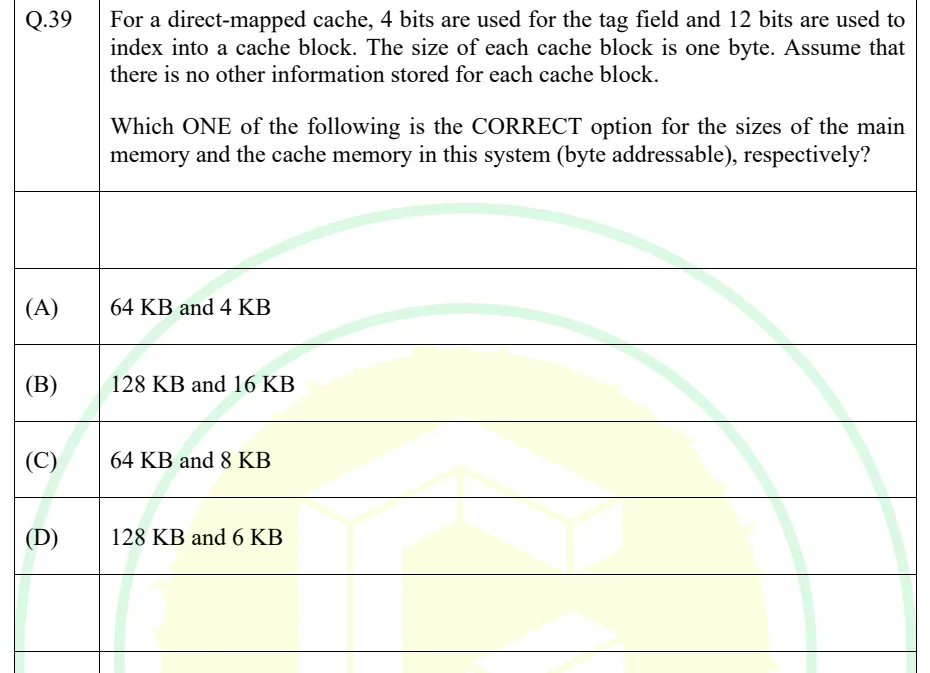 Q.39 For a direct-mapped cache, 4 bits are used for the tag field and 12 bits are used to
index into a cache block. The size of each cache block is one byte. Assume that
there is no other information stored for each cache block.
Which ONE of the following is the CORRECT option for the sizes of the main
memory and the cache memory in this system (byte addressable), respectively?
(A) 64 KB and 4 KB
(B) 128 KB and 16 KB
(C) 64 KB and 8 KB
(D) 128 KB and 6 KB